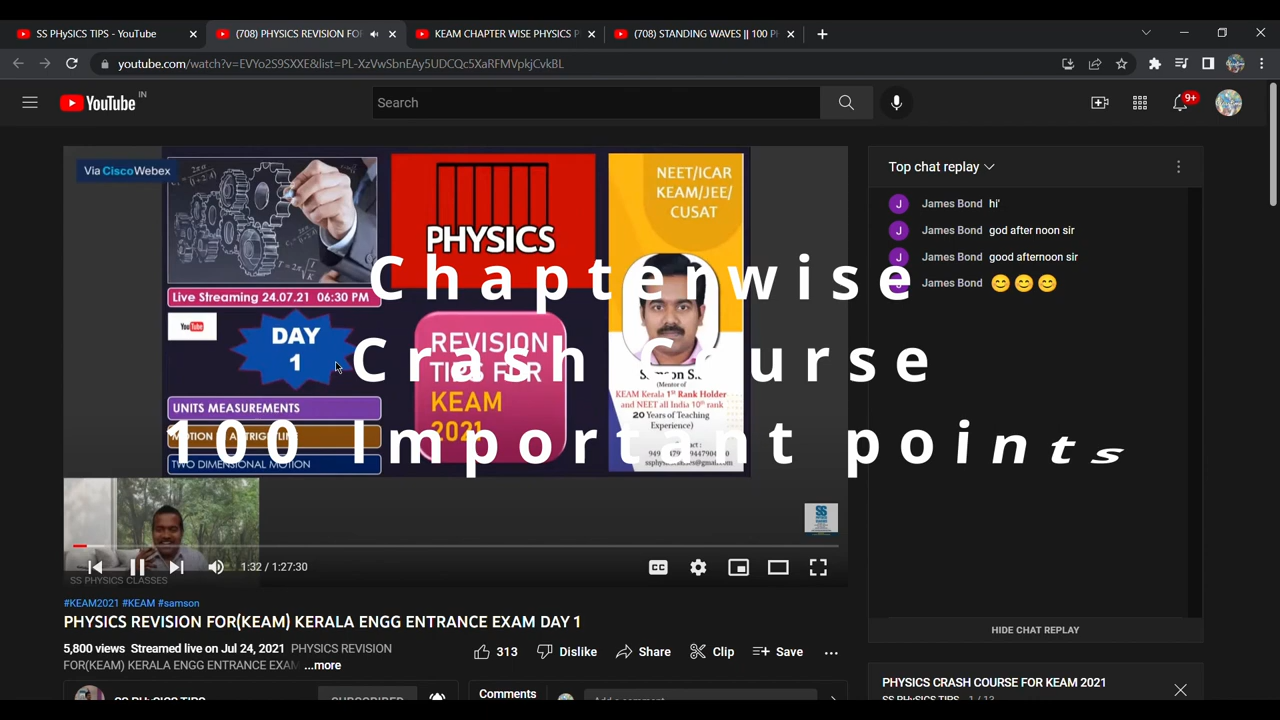 SS PHySICS TIPS - YouTube
(708) PHYSICS REVISION FO
KEAM CHAPTER WISE PHYSICS P
(708) STANDING WAVES || 100 P
youtube.com/watch?v=EVYo2S9SXXE&list=PL-XzVwSbnEAy5UDCQc5XaRFMVpkjCvkBL
YouTube IN
Search
9+
Via CiscoWebex
PHYSICS
NEET/ICAR
KEAM/JEE/
CUSAT
Live Streaming 24.07.21 06:30 PM
YouTube
DAY
1
REVISION
TIPS FOR
KEAM
2021
Samson S.S
(Mentor of
KEAM Kerala 1st Rank Holder
and NEET all India 10th rank
20 Years of Teaching
Experience)
UNITS MEASUREMENTS
MOTION
TWO DIMENSIONAL MOTION
Chapterwise
Crash Course
100 Important points
Top chat replay
James Bond hi'
James Bond god after noon sir
James Bond good afternoon sir
James Bond 😊😊😊
HIDE CHAT REPLAY
SS PHYSICS CLASSES
1:32 / 1:27:30
CC
#KEAM2021 #KEAM #samson
PHYSICS REVISION FOR(KEAM) KERALA ENGG ENTRANCE EXAM DAY 1
5,800 views Streamed live on Jul 24, 2021 PHYSICS REVISION
FOR(KEAM) KERALA ENGG ENTRANCE EXAM ...more
313
Dislike
Share
Clip
Save
SS PHySICS TIPS
SUBSCRIBED
Comments
Add a comment...
PHYSICS CRASH COURSE FOR KEAM 2021
SS PHySICS TIPS - 1 / 13